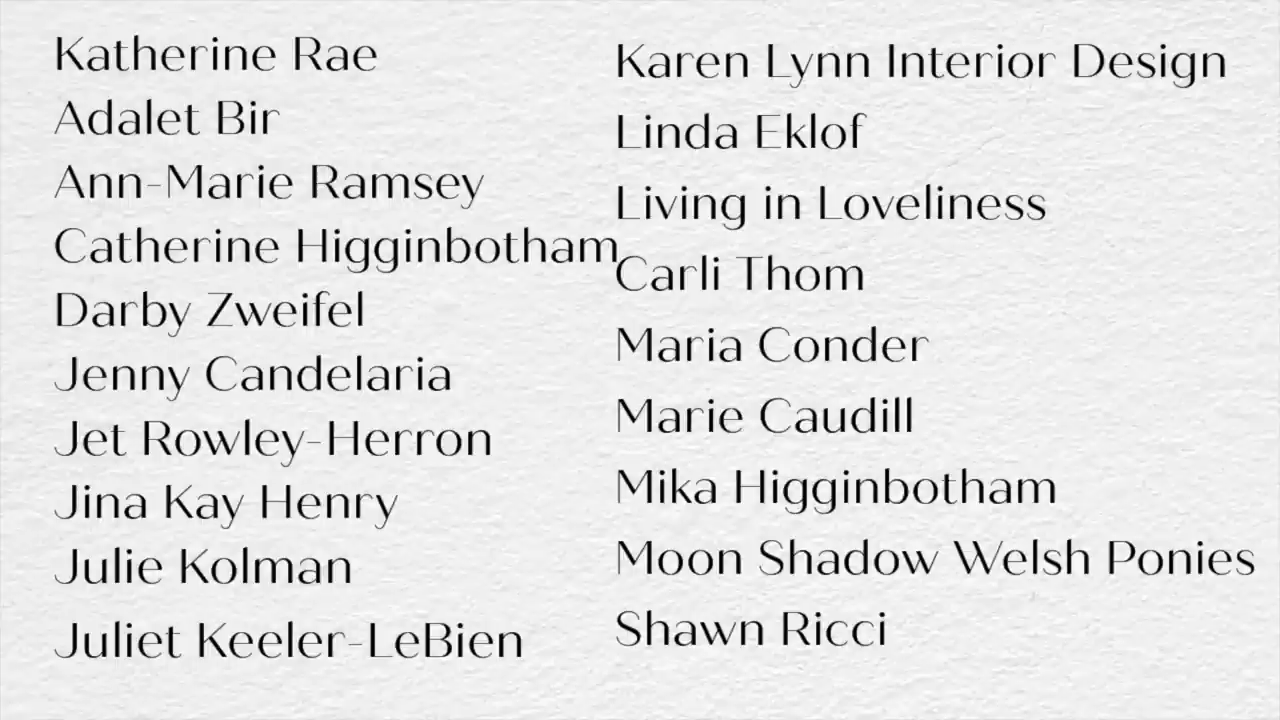 Katherine Rae
Adalet Bir
Ann-Marie Ramsey
Catherine Higginbotham
Darby Zweifel
Jenny Candelaria
Jet Rowley-Herron
Jina Kay Henry
Julie Kolman
Juliet Keeler-LeBien
Karen Lynn Interior Design
Linda Eklof
Living in Loveliness
Carli Thom
Maria Conder
Marie Caudill
Mika Higginbotham
Moon Shadow Welsh Ponies
Shawn Ricci